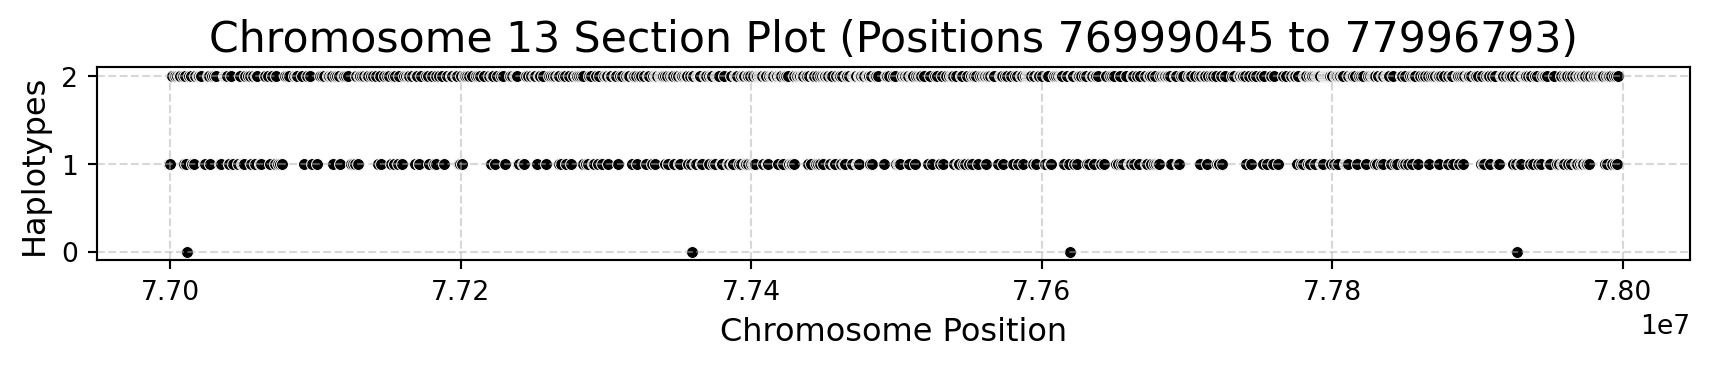 Chromosome 13 Section Plot (Positions 76999045 to 77996793)
Haplotypes
2
1
0
7.70 7.72 7.74 7.76 7.78 7.80
1e7
Chromosome Position